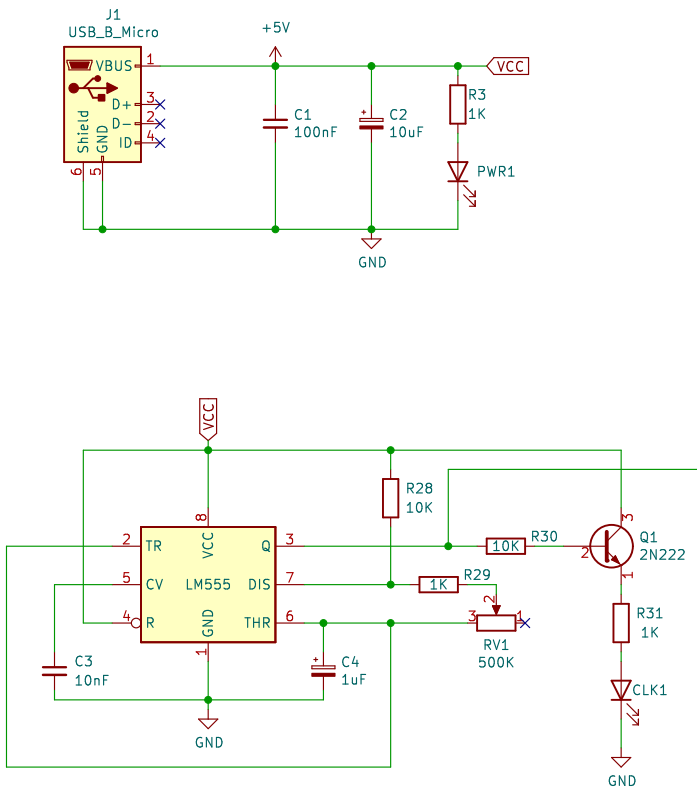 J1
USB_B_Micro
+5V
VBUS 1
VCC
D+ 3
D- 2
ID 4
Shield
GND
6
5
C1
100nF
C2
10uF
R3
1K
PWR1
GND
VCC
8
VCC
2 TR
Q 3
5 CV
LM555
DIS 7
4 R
GND
THR 6
1
R28
10K
R30
10K
R29
1K
2
3
1
RV1
500K
3
2
1
Q1
2N222
R31
1K
CLK1
GND
C3
10nF
C4
1uF
GND